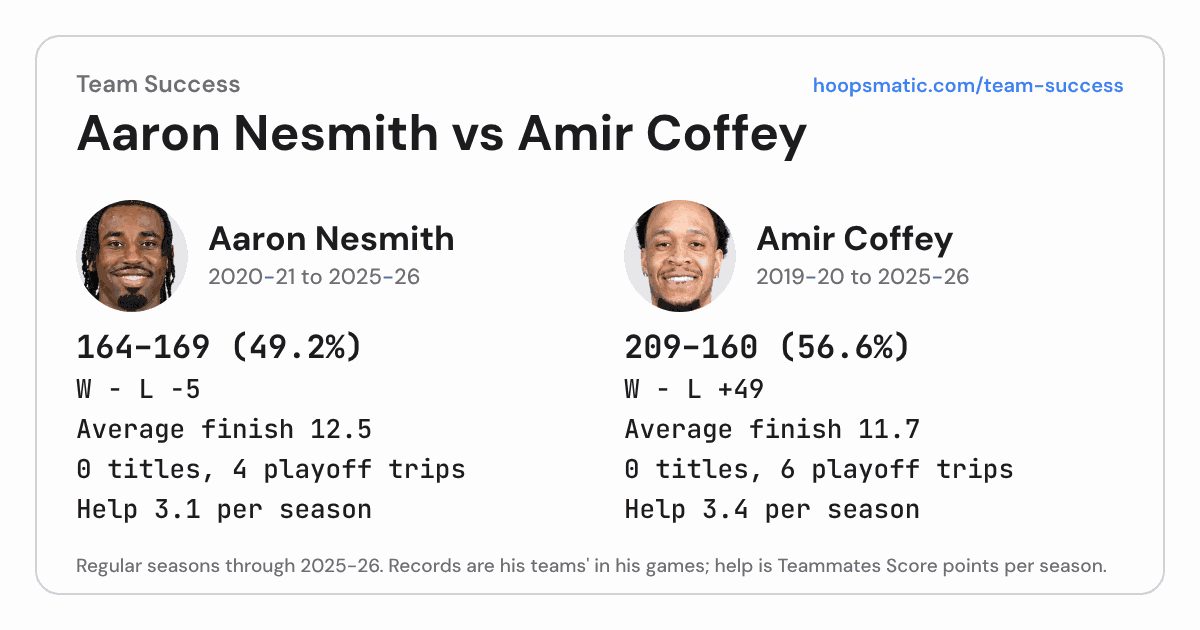 Team Success
hoopsmatic.com/team-success
Aaron Nesmith vs Amir Coffey
Aaron Nesmith
2020-21 to 2025-26
164-169 (49.2%)
W - L -5
Average finish 12.5
0 titles, 4 playoff trips
Help 3.1 per season
Amir Coffey
2019-20 to 2025-26
209-160 (56.6%)
W - L +49
Average finish 11.7
0 titles, 6 playoff trips
Help 3.4 per season
Regular seasons through 2025-26. Records are his teams' in his games; help is Teammates Score points per season.